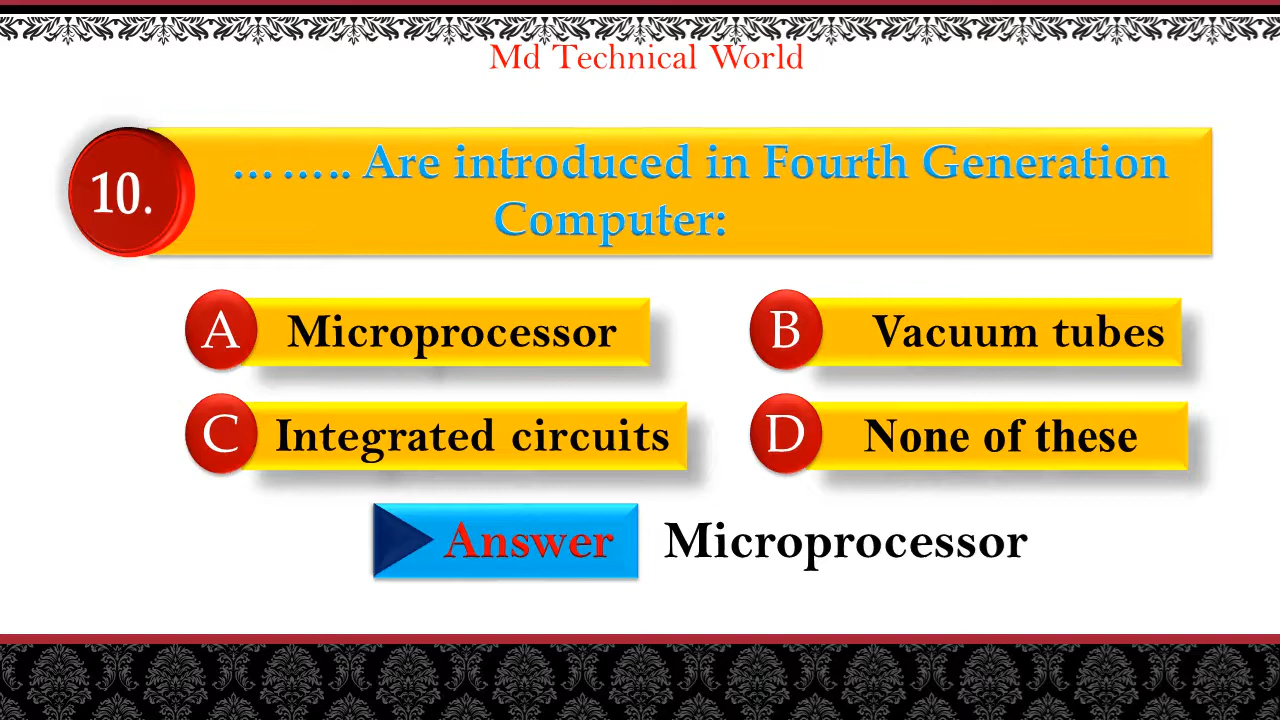 Md Technical World
10.
… ….. Are introduced in Fourth Generation
Computer:
A Microprocessor
B Vacuum tubes
C Integrated circuits
D None of these
Answer Microprocessor